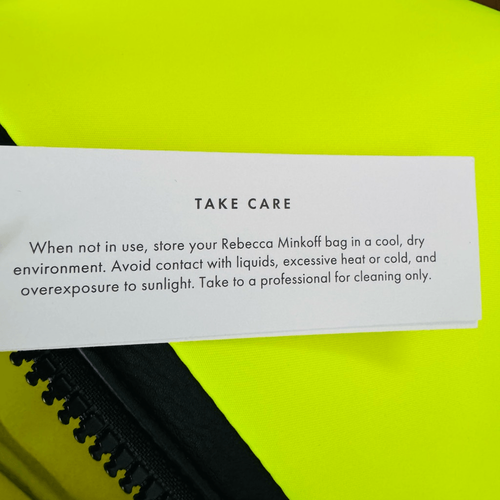 TAKE CARE
When not in use, store your Rebecca Minkoff bag in a cool, dry
environment. Avoid contact with liquids, excessive heat or cold, and
overexposure to sunlight. Take to a professional for cleaning only.